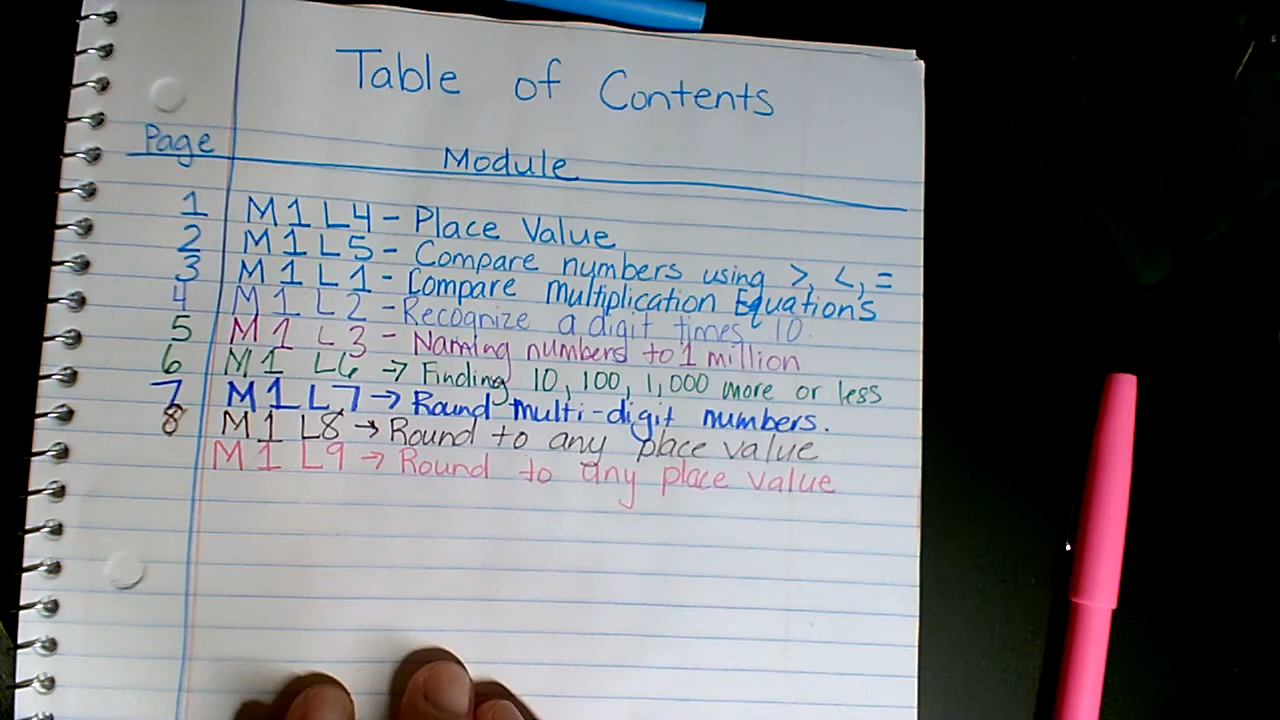 Table of Contents
Page Module
1 M1L4 - Place Value
2 M1L5 - Compare numbers using >, <, =
3 M1L1 - Compare multiplication Equation's
4 M1L2 - Recognize a digit times 10.
5 M1 L3 - Naming numbers to 1 million
6 M1 L6 → Finding 10, 100, 1,000 more or less
7 M1L7 → Round multi-digit numbers.
8 M1 L8 → Round to any place value
M1 L9 → Round to any place value